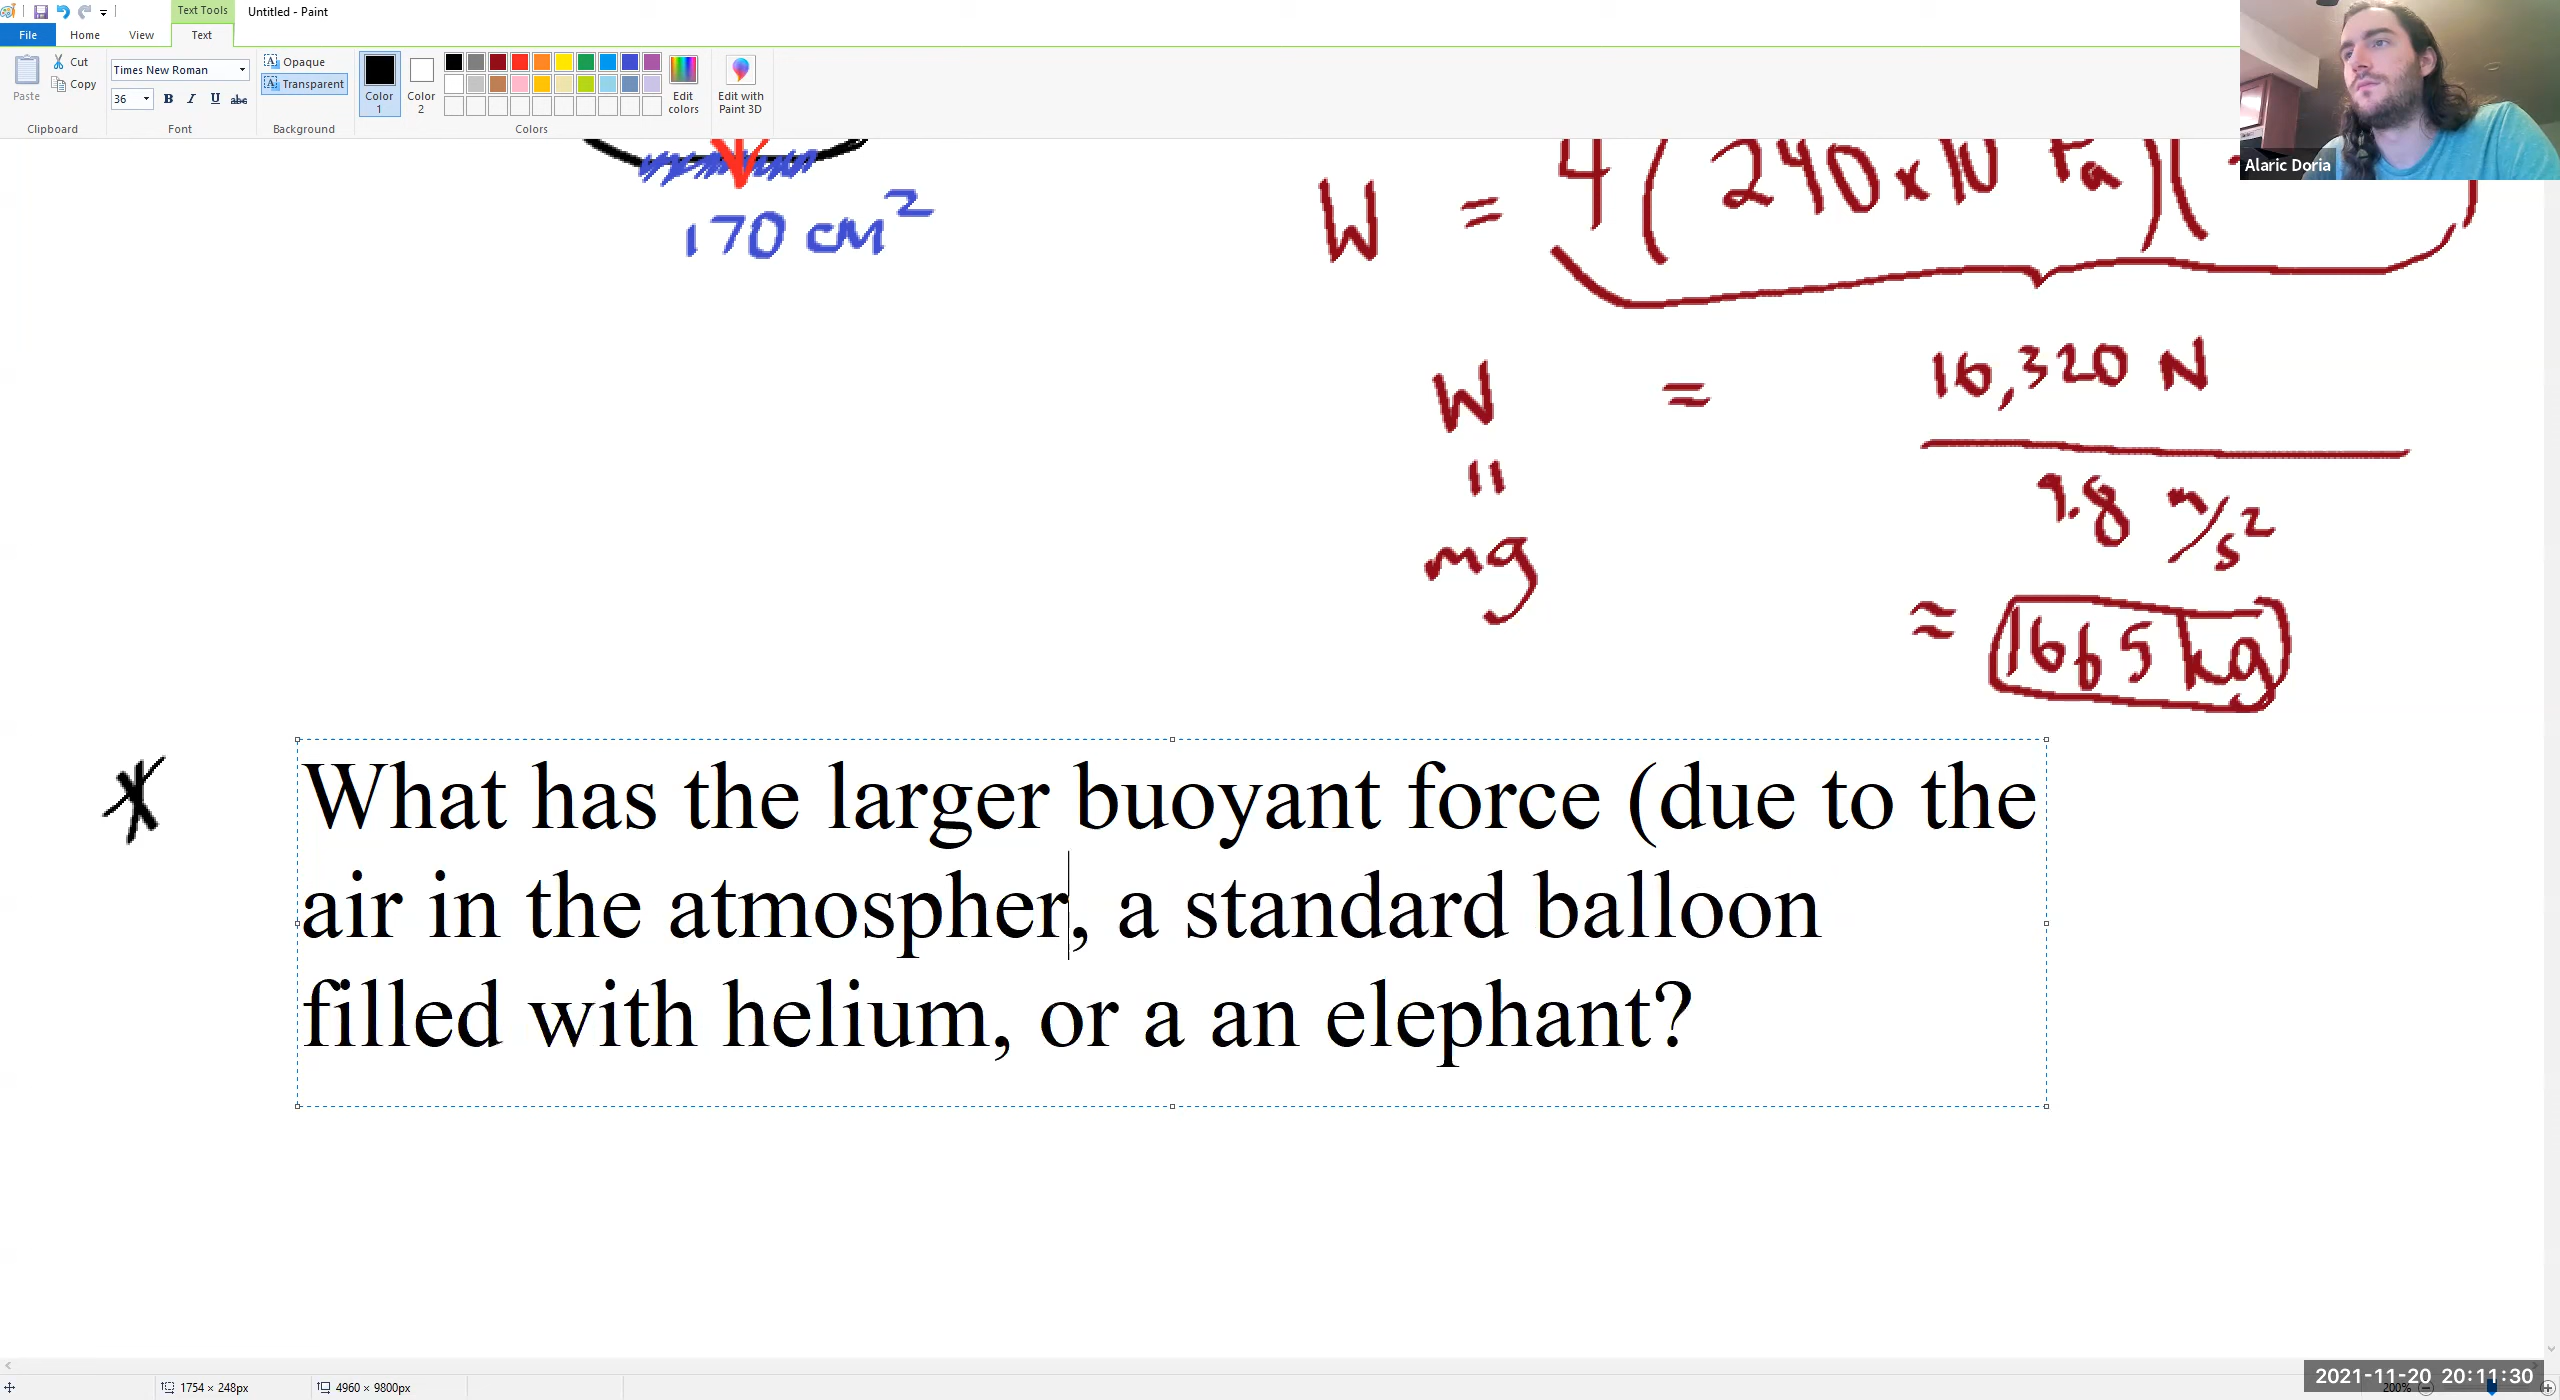 Text Tools
Untitled - Paint
File Home View Text
Paste
Cut
Copy
Clipboard
Times New Roman
36
B I U abc
Font
Opaque
Transparent
Background
Color 1
Color 2
Edit colors
Colors
Edit with Paint 3D
Alaric Doria
170 cm²
W = 4 ( 240 x 10 Pa ) (
W = 16,320 N
9.8 m/s²
"
mg
≈ 1665 kg
What has the larger buoyant force (due to the
air in the atmospher, a standard balloon
filled with helium, or a an elephant?
1754 × 248px
4960 × 9800px
200%
2021-11-20 20:11:30